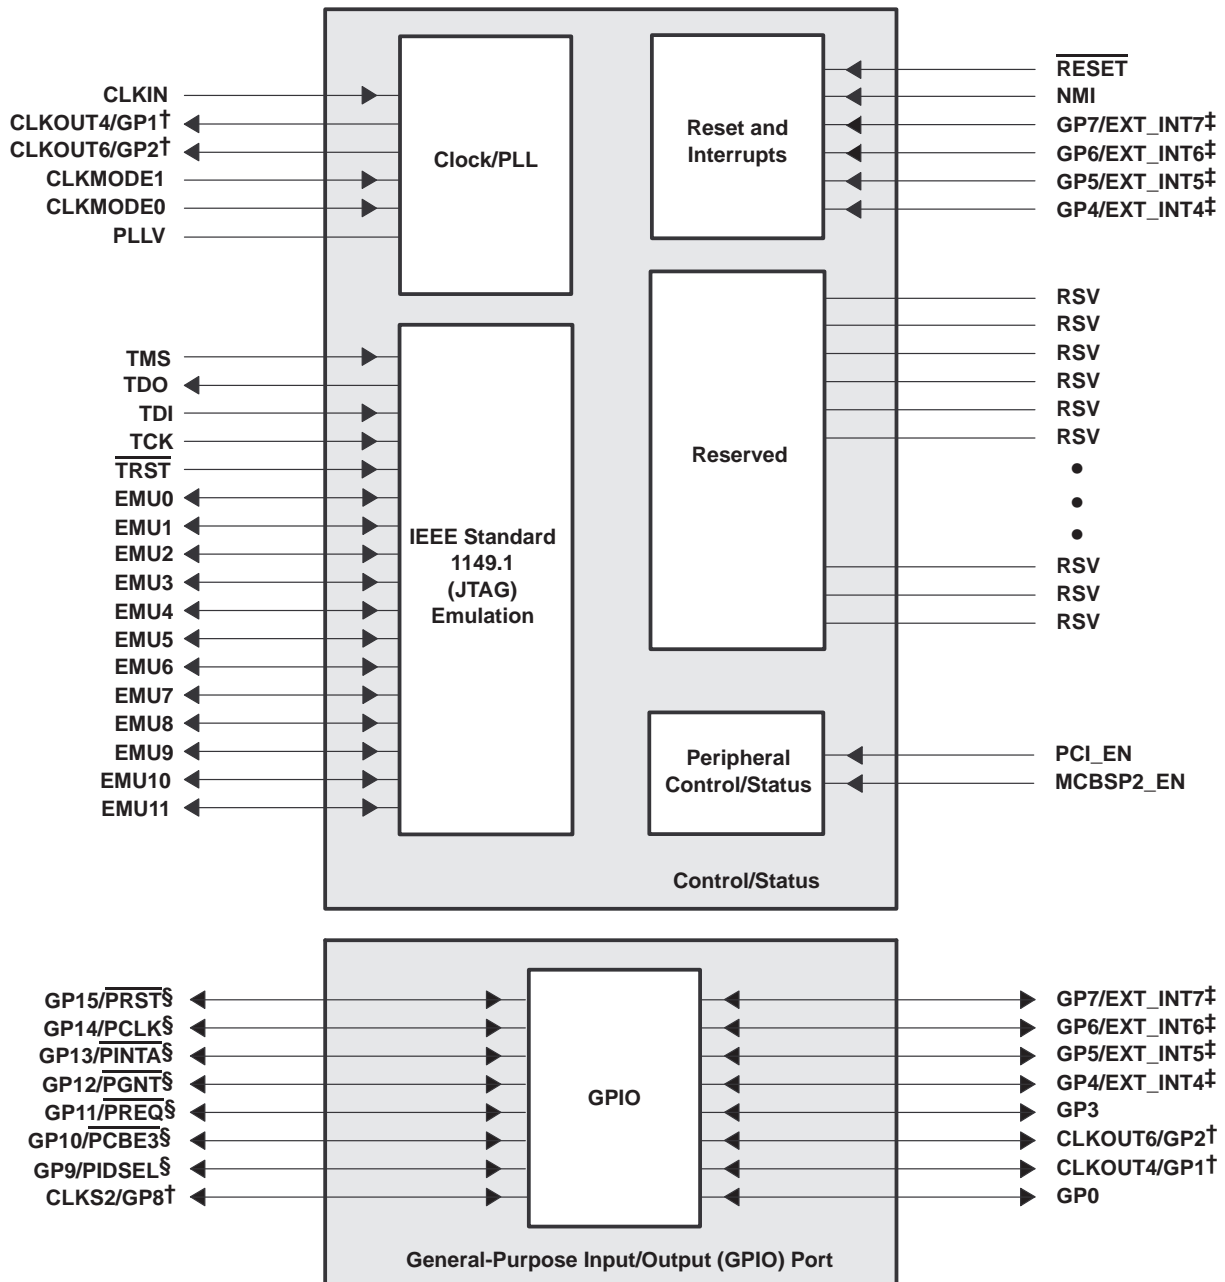 CLKIN
CLKOUT4/GP1†
CLKOUT6/GP2†
CLKMODE1
CLKMODE0
PLLV
Clock/PLL
Reset and
Interrupts
RESET
NMI
GP7/EXT_INT7‡
GP6/EXT_INT6‡
GP5/EXT_INT5‡
GP4/EXT_INT4‡
TMS
TDO
TDI
TCK
TRST
EMU0
EMU1
EMU2
EMU3
EMU4
EMU5
EMU6
EMU7
EMU8
EMU9
EMU10
EMU11
IEEE Standard
1149.1
(JTAG)
Emulation
Reserved
RSV
RSV
RSV
RSV
RSV
RSV
•
•
•
RSV
RSV
RSV
Peripheral
Control/Status
PCI_EN
MCBSP2_EN
Control/Status
GP15/PRST§
GP14/PCLK§
GP13/PINTA§
GP12/PGNT§
GP11/PREQ§
GP10/PCBE3§
GP9/PIDSEL§
CLKS2/GP8†
GPIO
GP7/EXT_INT7‡
GP6/EXT_INT6‡
GP5/EXT_INT5‡
GP4/EXT_INT4‡
GP3
CLKOUT6/GP2†
CLKOUT4/GP1†
GP0
General-Purpose Input/Output (GPIO) Port